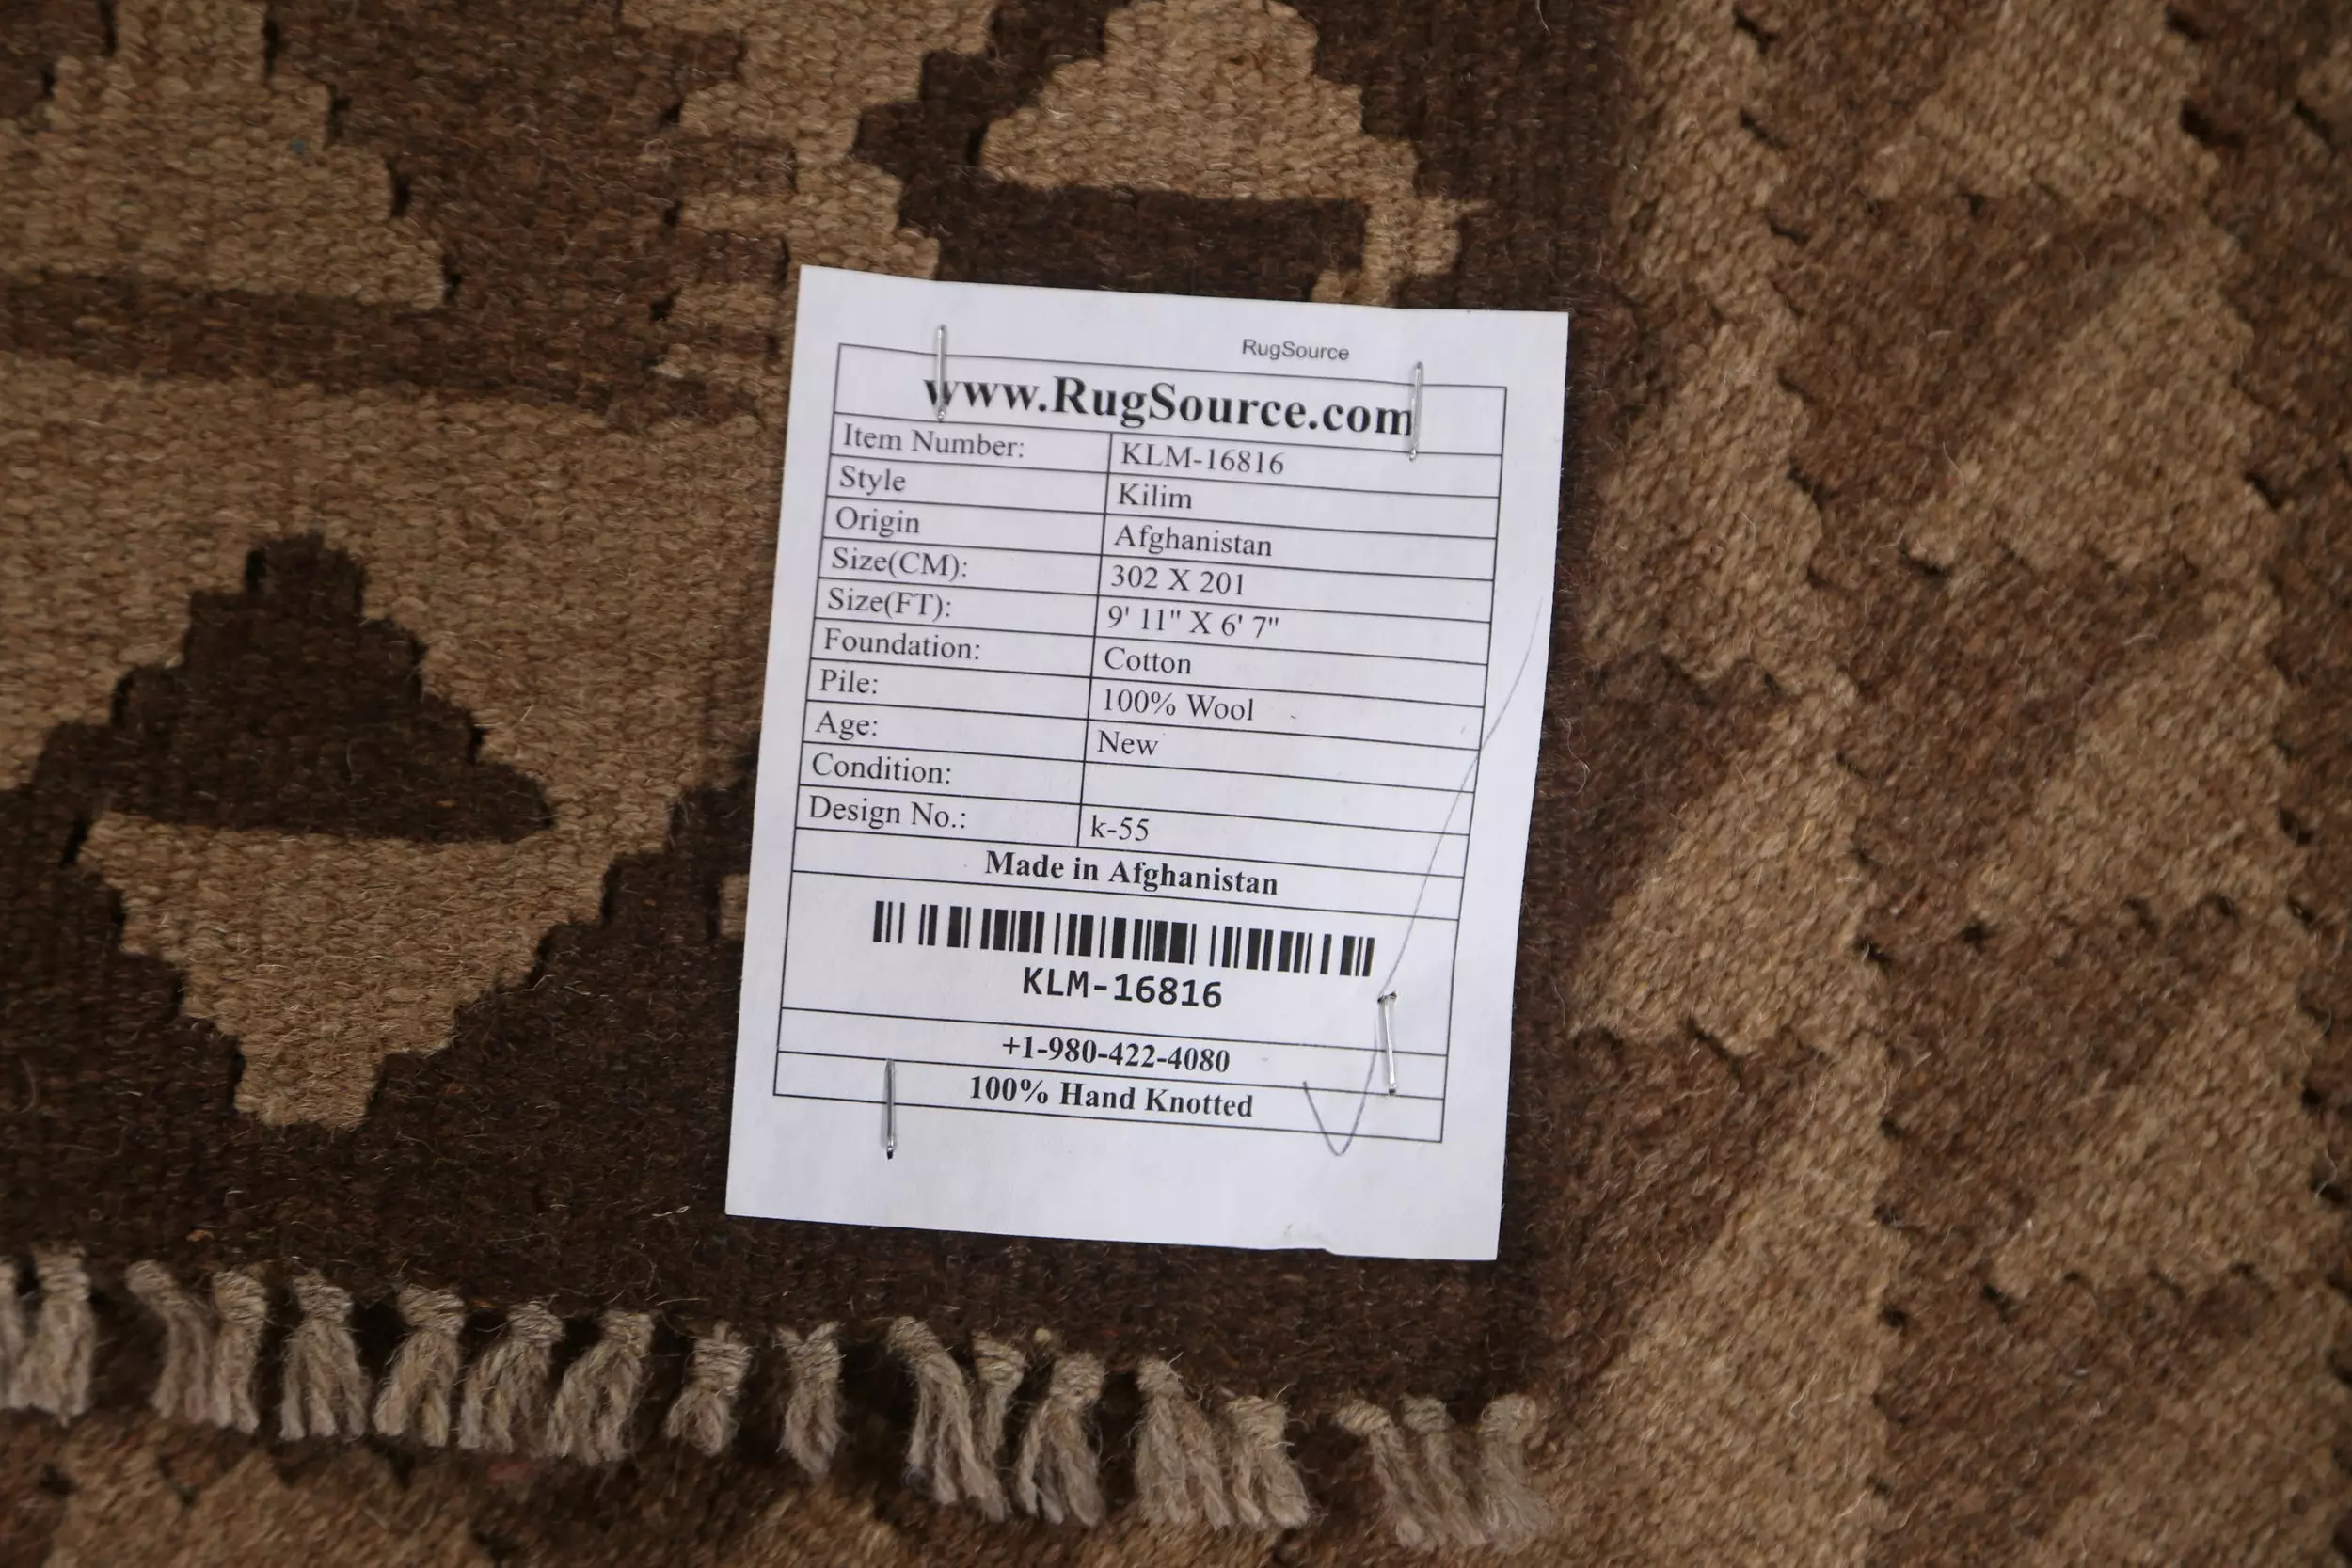 RugSource
www.RugSource.com
Item Number: KLM-16816
Style Kilim
Origin Afghanistan
Size(CM): 302 X 201
Size(FT): 9' 11" X 6' 7"
Foundation: Cotton
Pile: 100% Wool
Age: New
Condition:
Design No.: k-55
Made in Afghanistan
KLM-16816
+1-980-422-4080
100% Hand Knotted